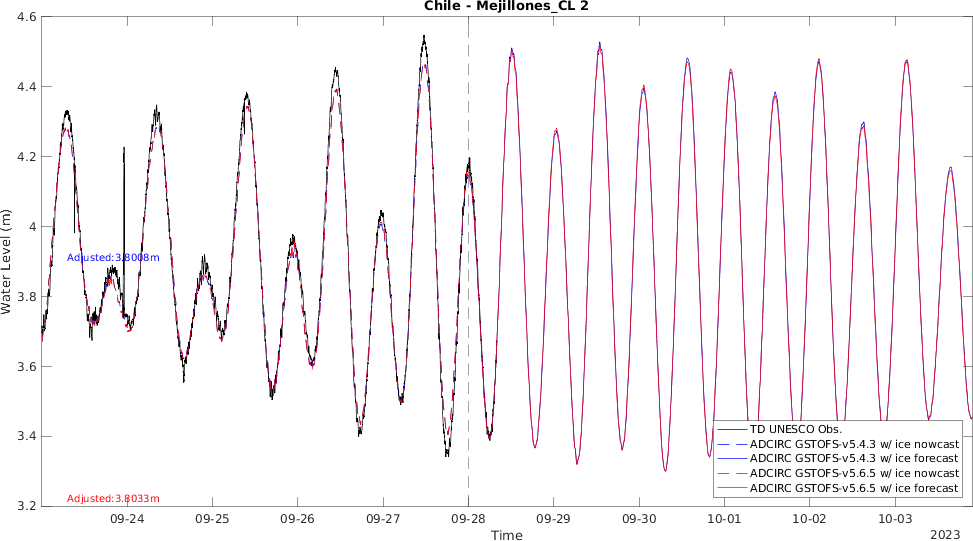 Chile - Mejillones_CL 2
4.6
4.4
4.2
4
3.8
3.6
3.4
3.2
Water Level (m)
Adjusted:3.8008m
Adjusted:3.8033m
TD UNESCO Obs.
ADCIRC GSTOFS-v5.4.3 w/ ice nowcast
ADCIRC GSTOFS-v5.4.3 w/ ice forecast
ADCIRC GSTOFS-v5.6.5 w/ ice nowcast
ADCIRC GSTOFS-v5.6.5 w/ ice forecast
09-24 09-25 09-26 09-27 09-28 09-29 09-30 10-01 10-02 10-03
Time
2023